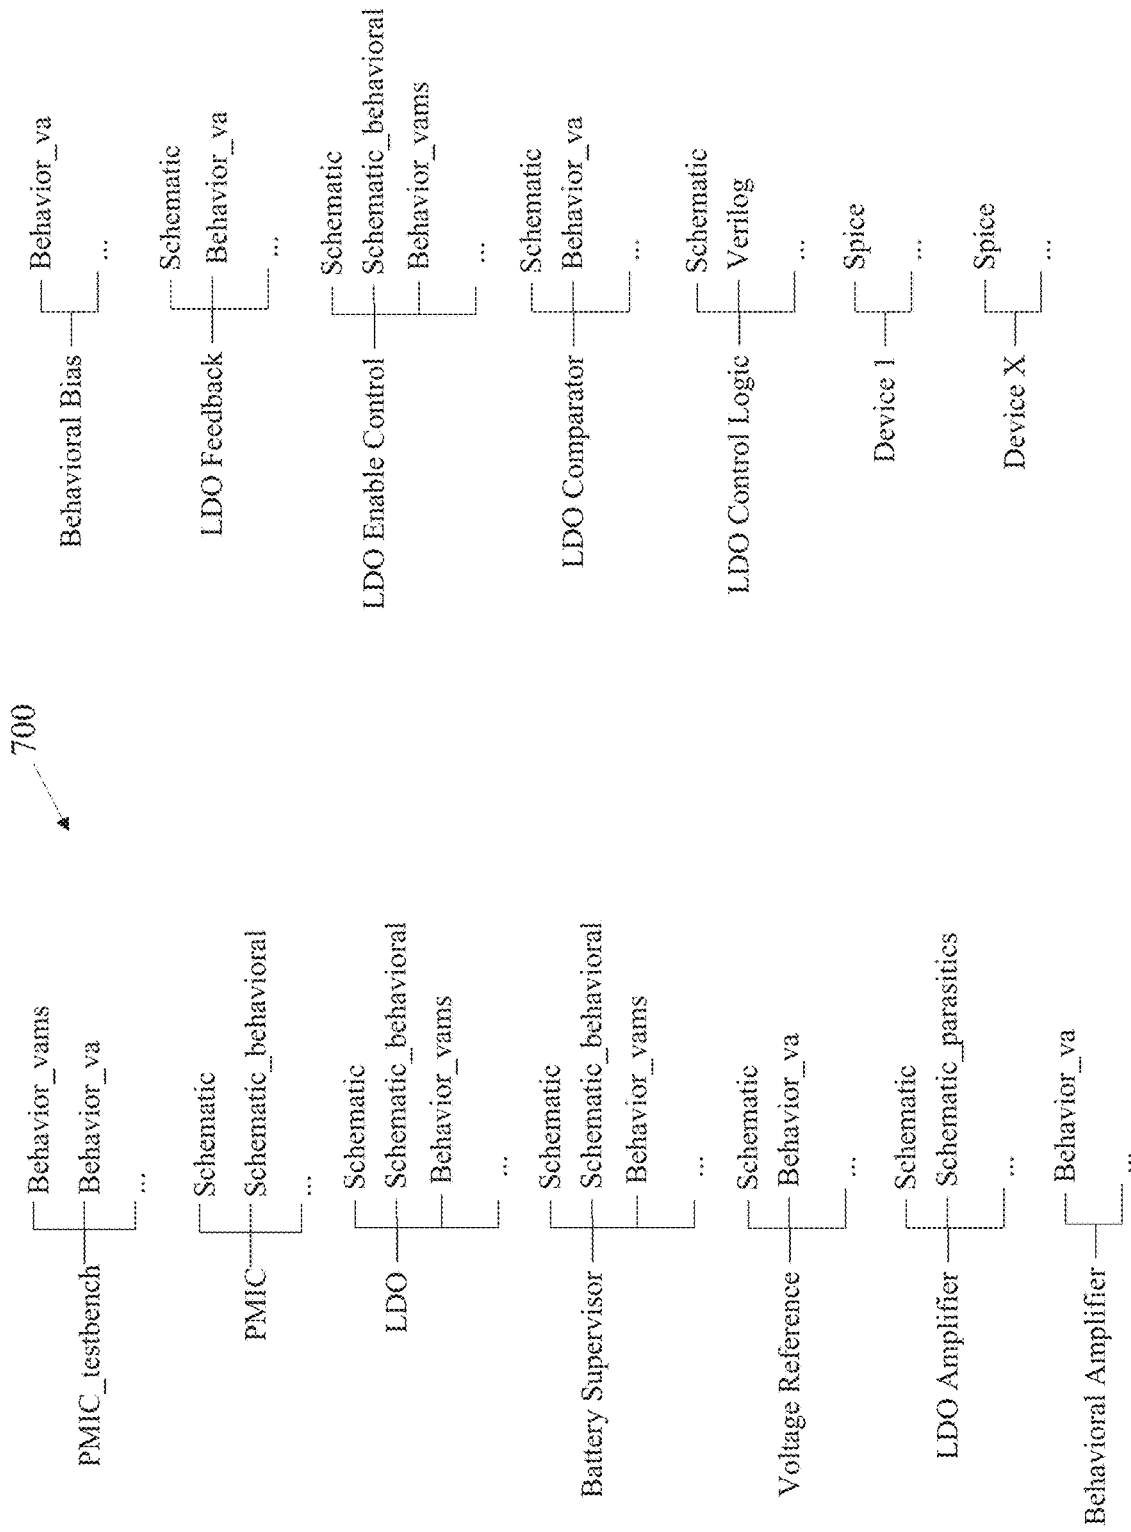 700
PMIC_testbench
Behavior_vams
Behavior_va
...
PMIC
Schematic
Schematic_behavioral
...
LDO
Schematic
Schematic_behavioral
Behavior_vams
...
Battery Supervisor
Schematic
Schematic_behavioral
Behavior_vams
...
Voltage Reference
Schematic
Behavior_va
...
LDO Amplifier
Schematic
Schematic_parasitics
...
Behavioral Amplifier
Behavior_va
...
Behavioral Bias
Behavior_va
...
LDO Feedback
Schematic
Behavior_va
...
LDO Enable Control
Schematic
Schematic_behavioral
Behavior_vams
...
LDO Comparator
Schematic
Behavior_va
...
LDO Control Logic
Schematic
Verilog
...
Device 1
Spice
...
Device X
Spice
...